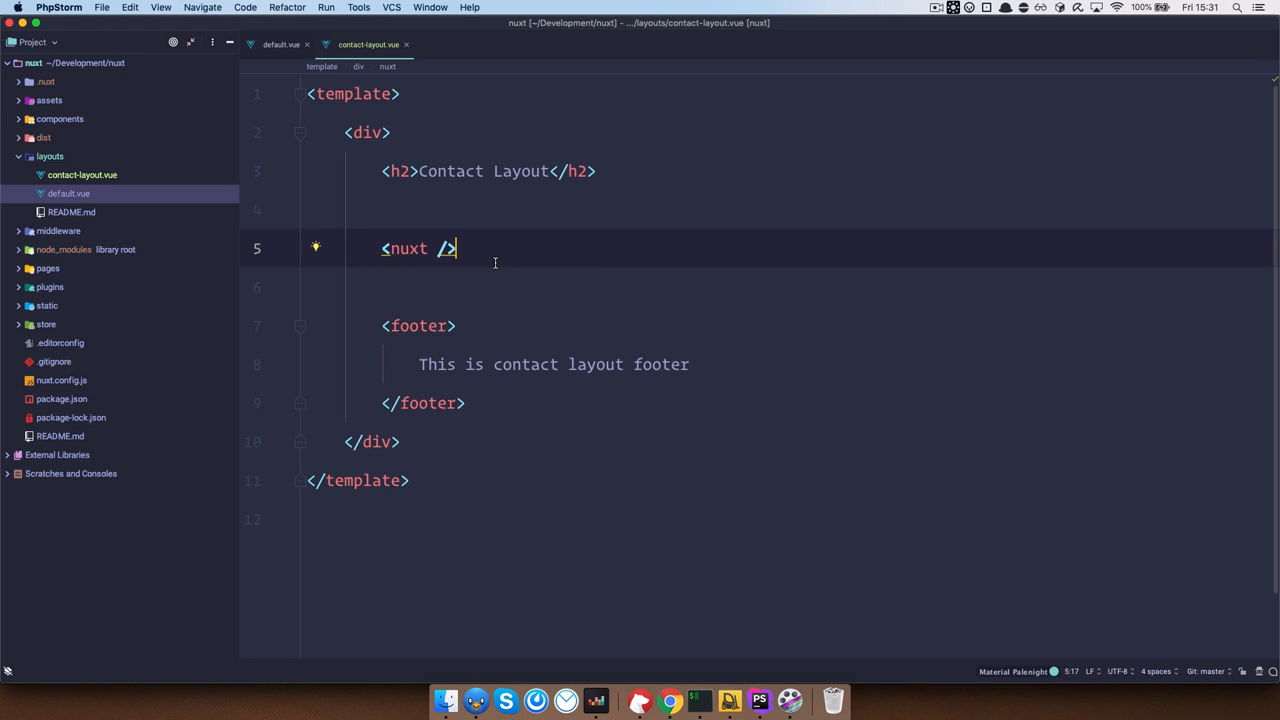 PhpStorm File Edit View Navigate Code Refactor Run Tools VCS Window Help 100% Fri 15:31
nuxt [~/Development/nuxt] - .../layouts/contact-layout.vue [nuxt]
Project
default.vue
contact-layout.vue
template div nuxt
nuxt ~/Development/nuxt
.nuxt
assets
components
dist
layouts
contact-layout.vue
default.vue
README.md
middleware
node_modules library root
pages
plugins
static
store
.editorconfig
.gitignore
nuxt.config.js
package.json
package-lock.json
README.md
External Libraries
Scratches and Consoles
1 <template>
2 <div>
3 <h2>Contact Layout</h2>
4
5 <nuxt />
6
7 <footer>
8 This is contact layout footer
9 </footer>
10 </div>
11 </template>
12
Material Palenight 5:17 LF UTF-8 4 spaces Git: master
PS